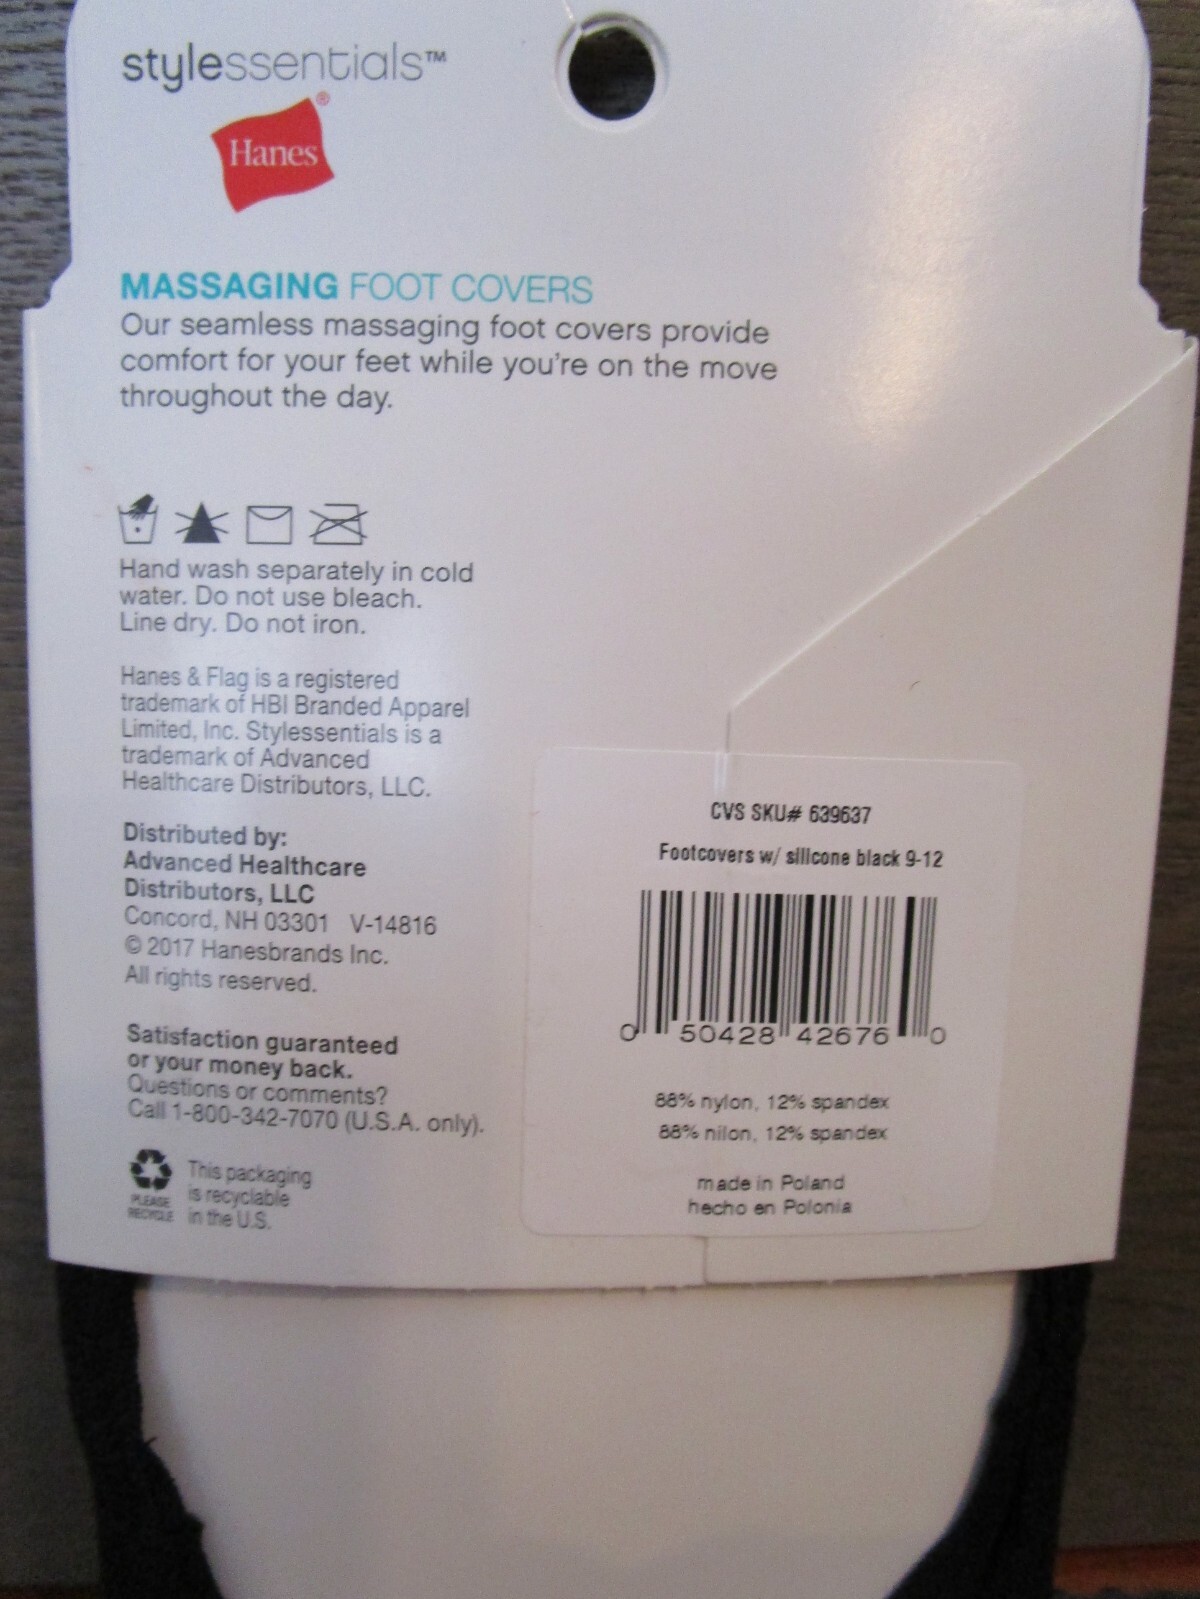 stylessentials™
Hanes®
MASSAGING FOOT COVERS
Our seamless massaging foot covers provide
comfort for your feet while you're on the move
throughout the day.
Hand wash separately in cold
water. Do not use bleach.
Line dry. Do not iron.
Hanes & Flag is a registered
trademark of HBI Branded Apparel
Limited, Inc. Stylessentials is a
trademark of Advanced
Healthcare Distributors, LLC.
Distributed by:
Advanced Healthcare
Distributors, LLC
Concord, NH 03301 V-14816
© 2017 Hanesbrands Inc.
All rights reserved.
Satisfaction guaranteed
or your money back.
Questions or comments?
Call 1-800-342-7070 (U.S.A. only).
PLEASE
RECYCLE
This packaging
is recyclable
in the U.S.
CVS SKU# 639637
Footcovers w/ silicone black 9-12
0 50428 42676 0
88% nylon, 12% spandex
88% nilon, 12% spandex
made in Poland
hecho en Polonia